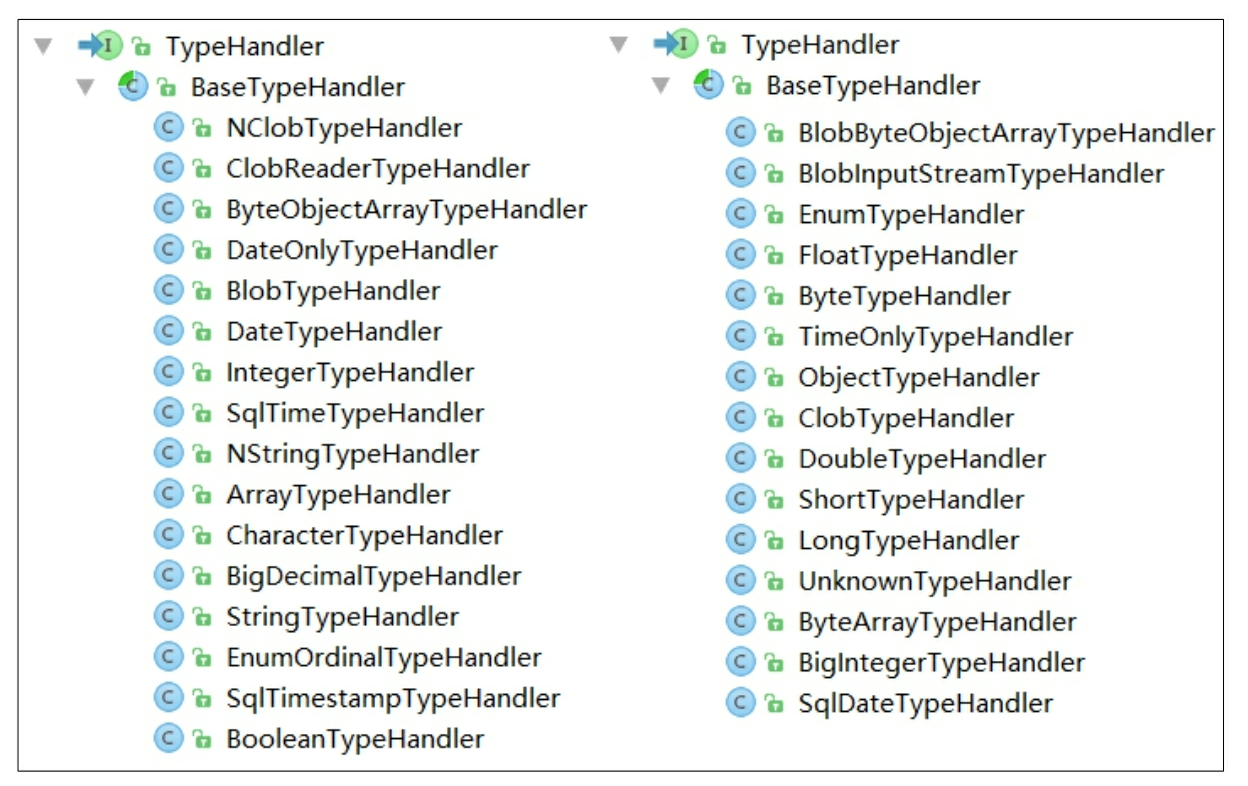 TypeHandler
BaseTypeHandler
NClobTypeHandler
ClobReaderTypeHandler
ByteObjectArrayTypeHandler
DateOnlyTypeHandler
BlobTypeHandler
DateTypeHandler
IntegerTypeHandler
SqlTimeTypeHandler
NStringTypeHandler
ArrayTypeHandler
CharacterTypeHandler
BigDecimalTypeHandler
StringTypeHandler
EnumOrdinalTypeHandler
SqlTimestampTypeHandler
BooleanTypeHandler
TypeHandler
BaseTypeHandler
BlobByteObjectArrayTypeHandler
BlobInputStreamTypeHandler
EnumTypeHandler
FloatTypeHandler
ByteTypeHandler
TimeOnlyTypeHandler
ObjectTypeHandler
ClobTypeHandler
DoubleTypeHandler
ShortTypeHandler
LongTypeHandler
UnknownTypeHandler
ByteArrayTypeHandler
BigIntegerTypeHandler
SqlDateTypeHandler